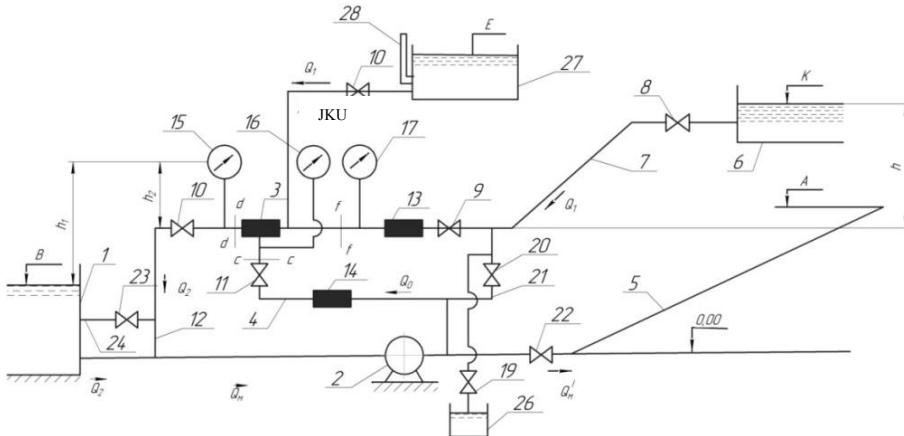 28
E
10
Q₁
27
K
JKU
8
15
16
17
6
7
h
h₂
10
d
3
13
9
A
h₁
f
Q₁
B
1
d
f
c
c
20
23
11
14
Q₀
21
5
Q₂
4
22
0,00
24
12
2
19
Q₂
Qн
Qн'
26